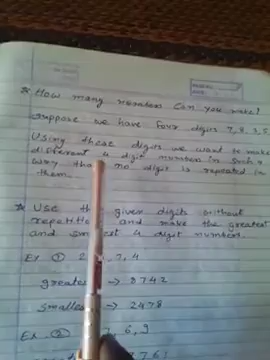 * How many numbers can you make?
suppose we have four digits 7, 8, 3, 5
Using these digits we want to make
different 4 digit numbers in such a
way that no digit is repeated in
them.
* Use the given digits without
repetition and make the greatest
and smallest 4 digit number.
Ex ① 2 7, 4
greatest → 8742
smallest → 2478
Ex ② 7, 6, 9